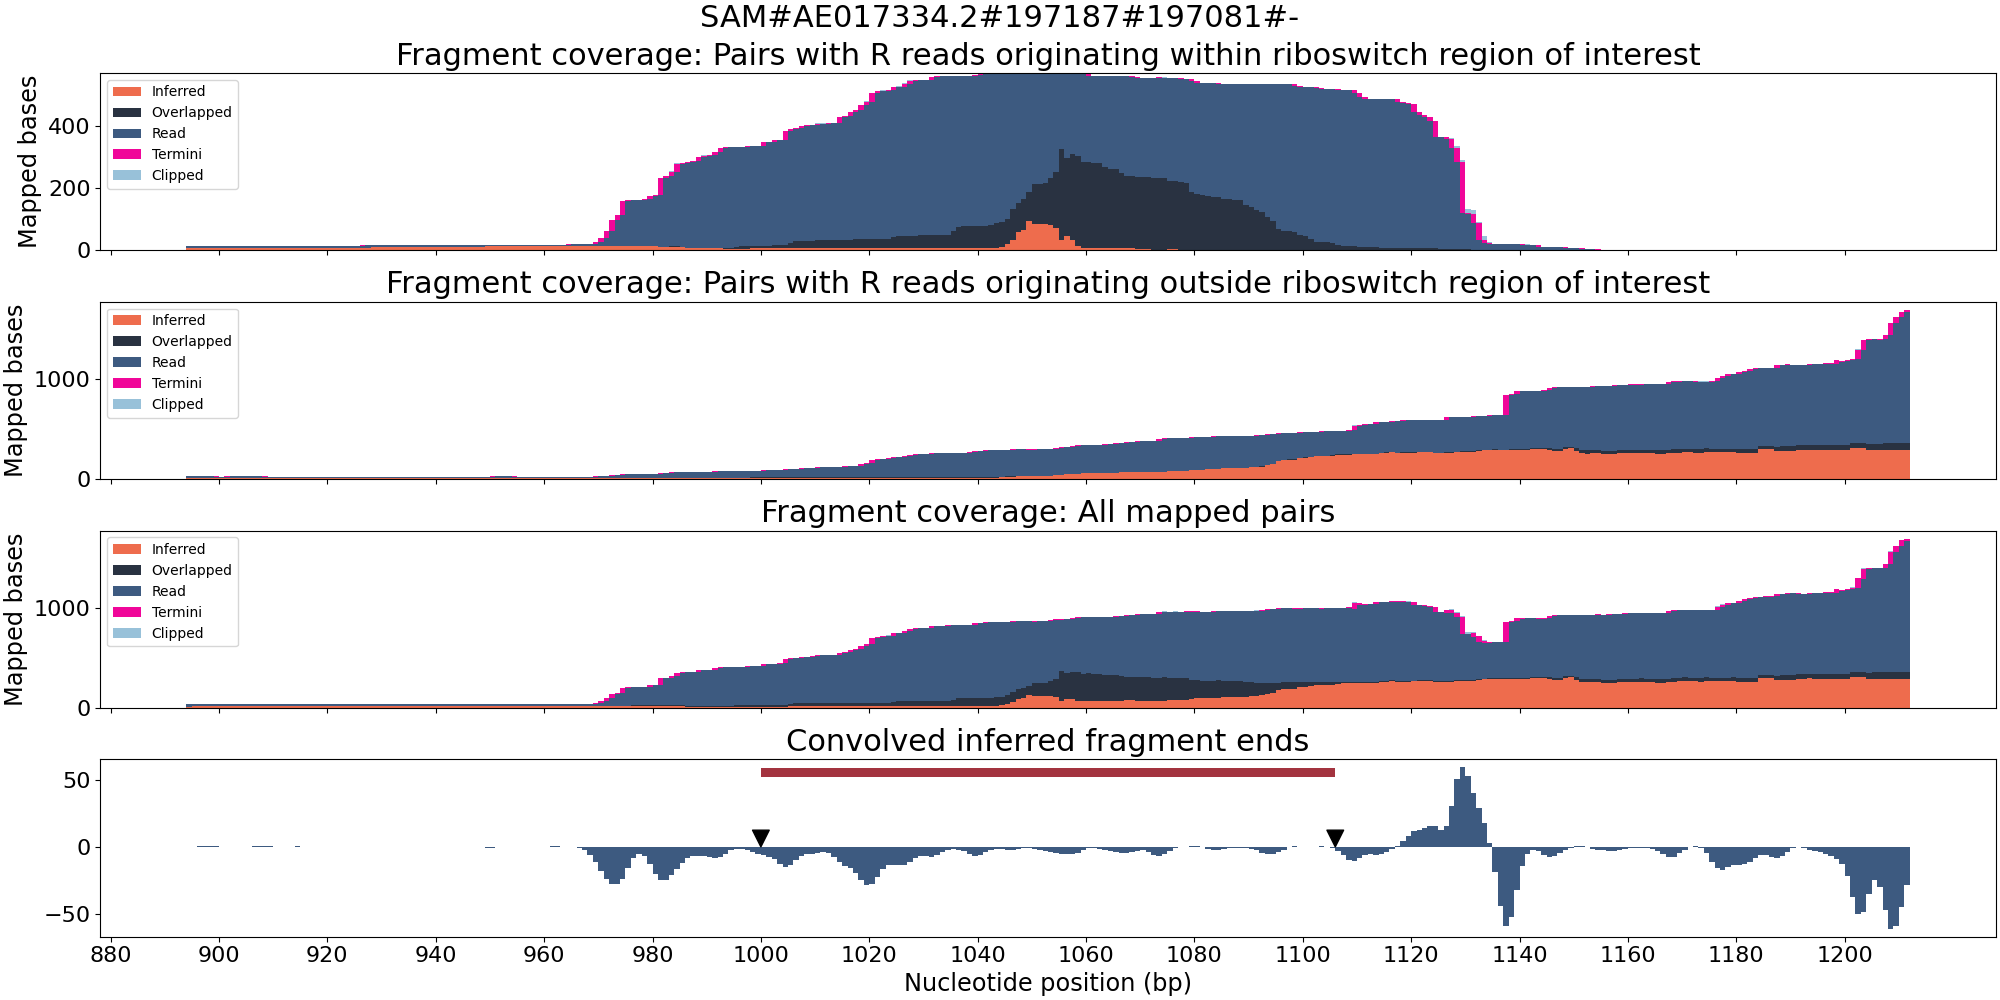 SAM#AE017334.2#197187#197081#-
Fragment coverage: Pairs with R reads originating within riboswitch region of interest
Mapped bases
400
200
0
Inferred
Overlapped
Read
Termini
Clipped
Fragment coverage: Pairs with R reads originating outside riboswitch region of interest
Mapped bases
1000
0
Inferred
Overlapped
Read
Termini
Clipped
Fragment coverage: All mapped pairs
Mapped bases
1000
0
Inferred
Overlapped
Read
Termini
Clipped
Convolved inferred fragment ends
50
0
−50
880 900 920 940 960 980 1000 1020 1040 1060 1080 1100 1120 1140 1160 1180 1200
Nucleotide position (bp)